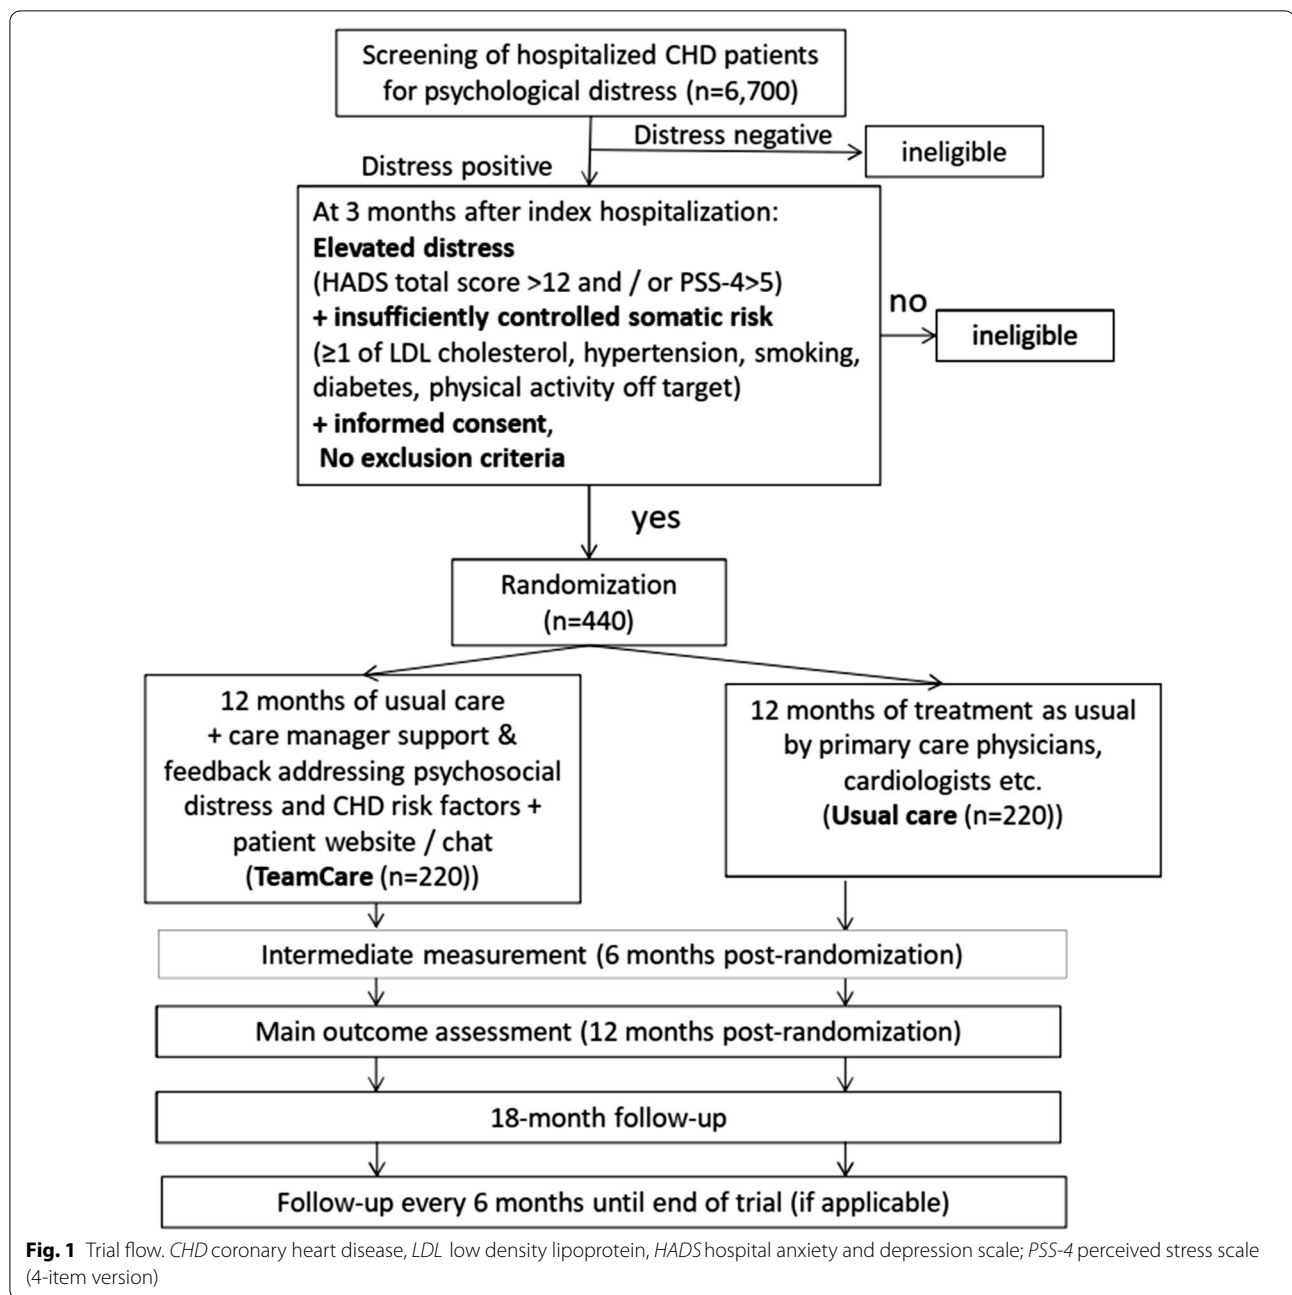 Screening of hospitalized CHD patients
for psychological distress (n=6,700)
Distress negative
ineligible
Distress positive
At 3 months after index hospitalization:
Elevated distress
(HADS total score >12 and / or PSS-4>5)
+ insufficiently controlled somatic risk
(≥1 of LDL cholesterol, hypertension, smoking,
diabetes, physical activity off target)
+ informed consent,
No exclusion criteria
no
ineligible
yes
Randomization
(n=440)
12 months of usual care
+ care manager support &
feedback addressing psychosocial
distress and CHD risk factors +
patient website / chat
(TeamCare (n=220))
12 months of treatment as usual
by primary care physicians,
cardiologists etc.
(Usual care (n=220))
Intermediate measurement (6 months post-randomization)
Main outcome assessment (12 months post-randomization)
18-month follow-up
Follow-up every 6 months until end of trial (if applicable)
Fig. 1 Trial flow. CHD coronary heart disease, LDL low density lipoprotein, HADS hospital anxiety and depression scale; PSS-4 perceived stress scale
(4-item version)